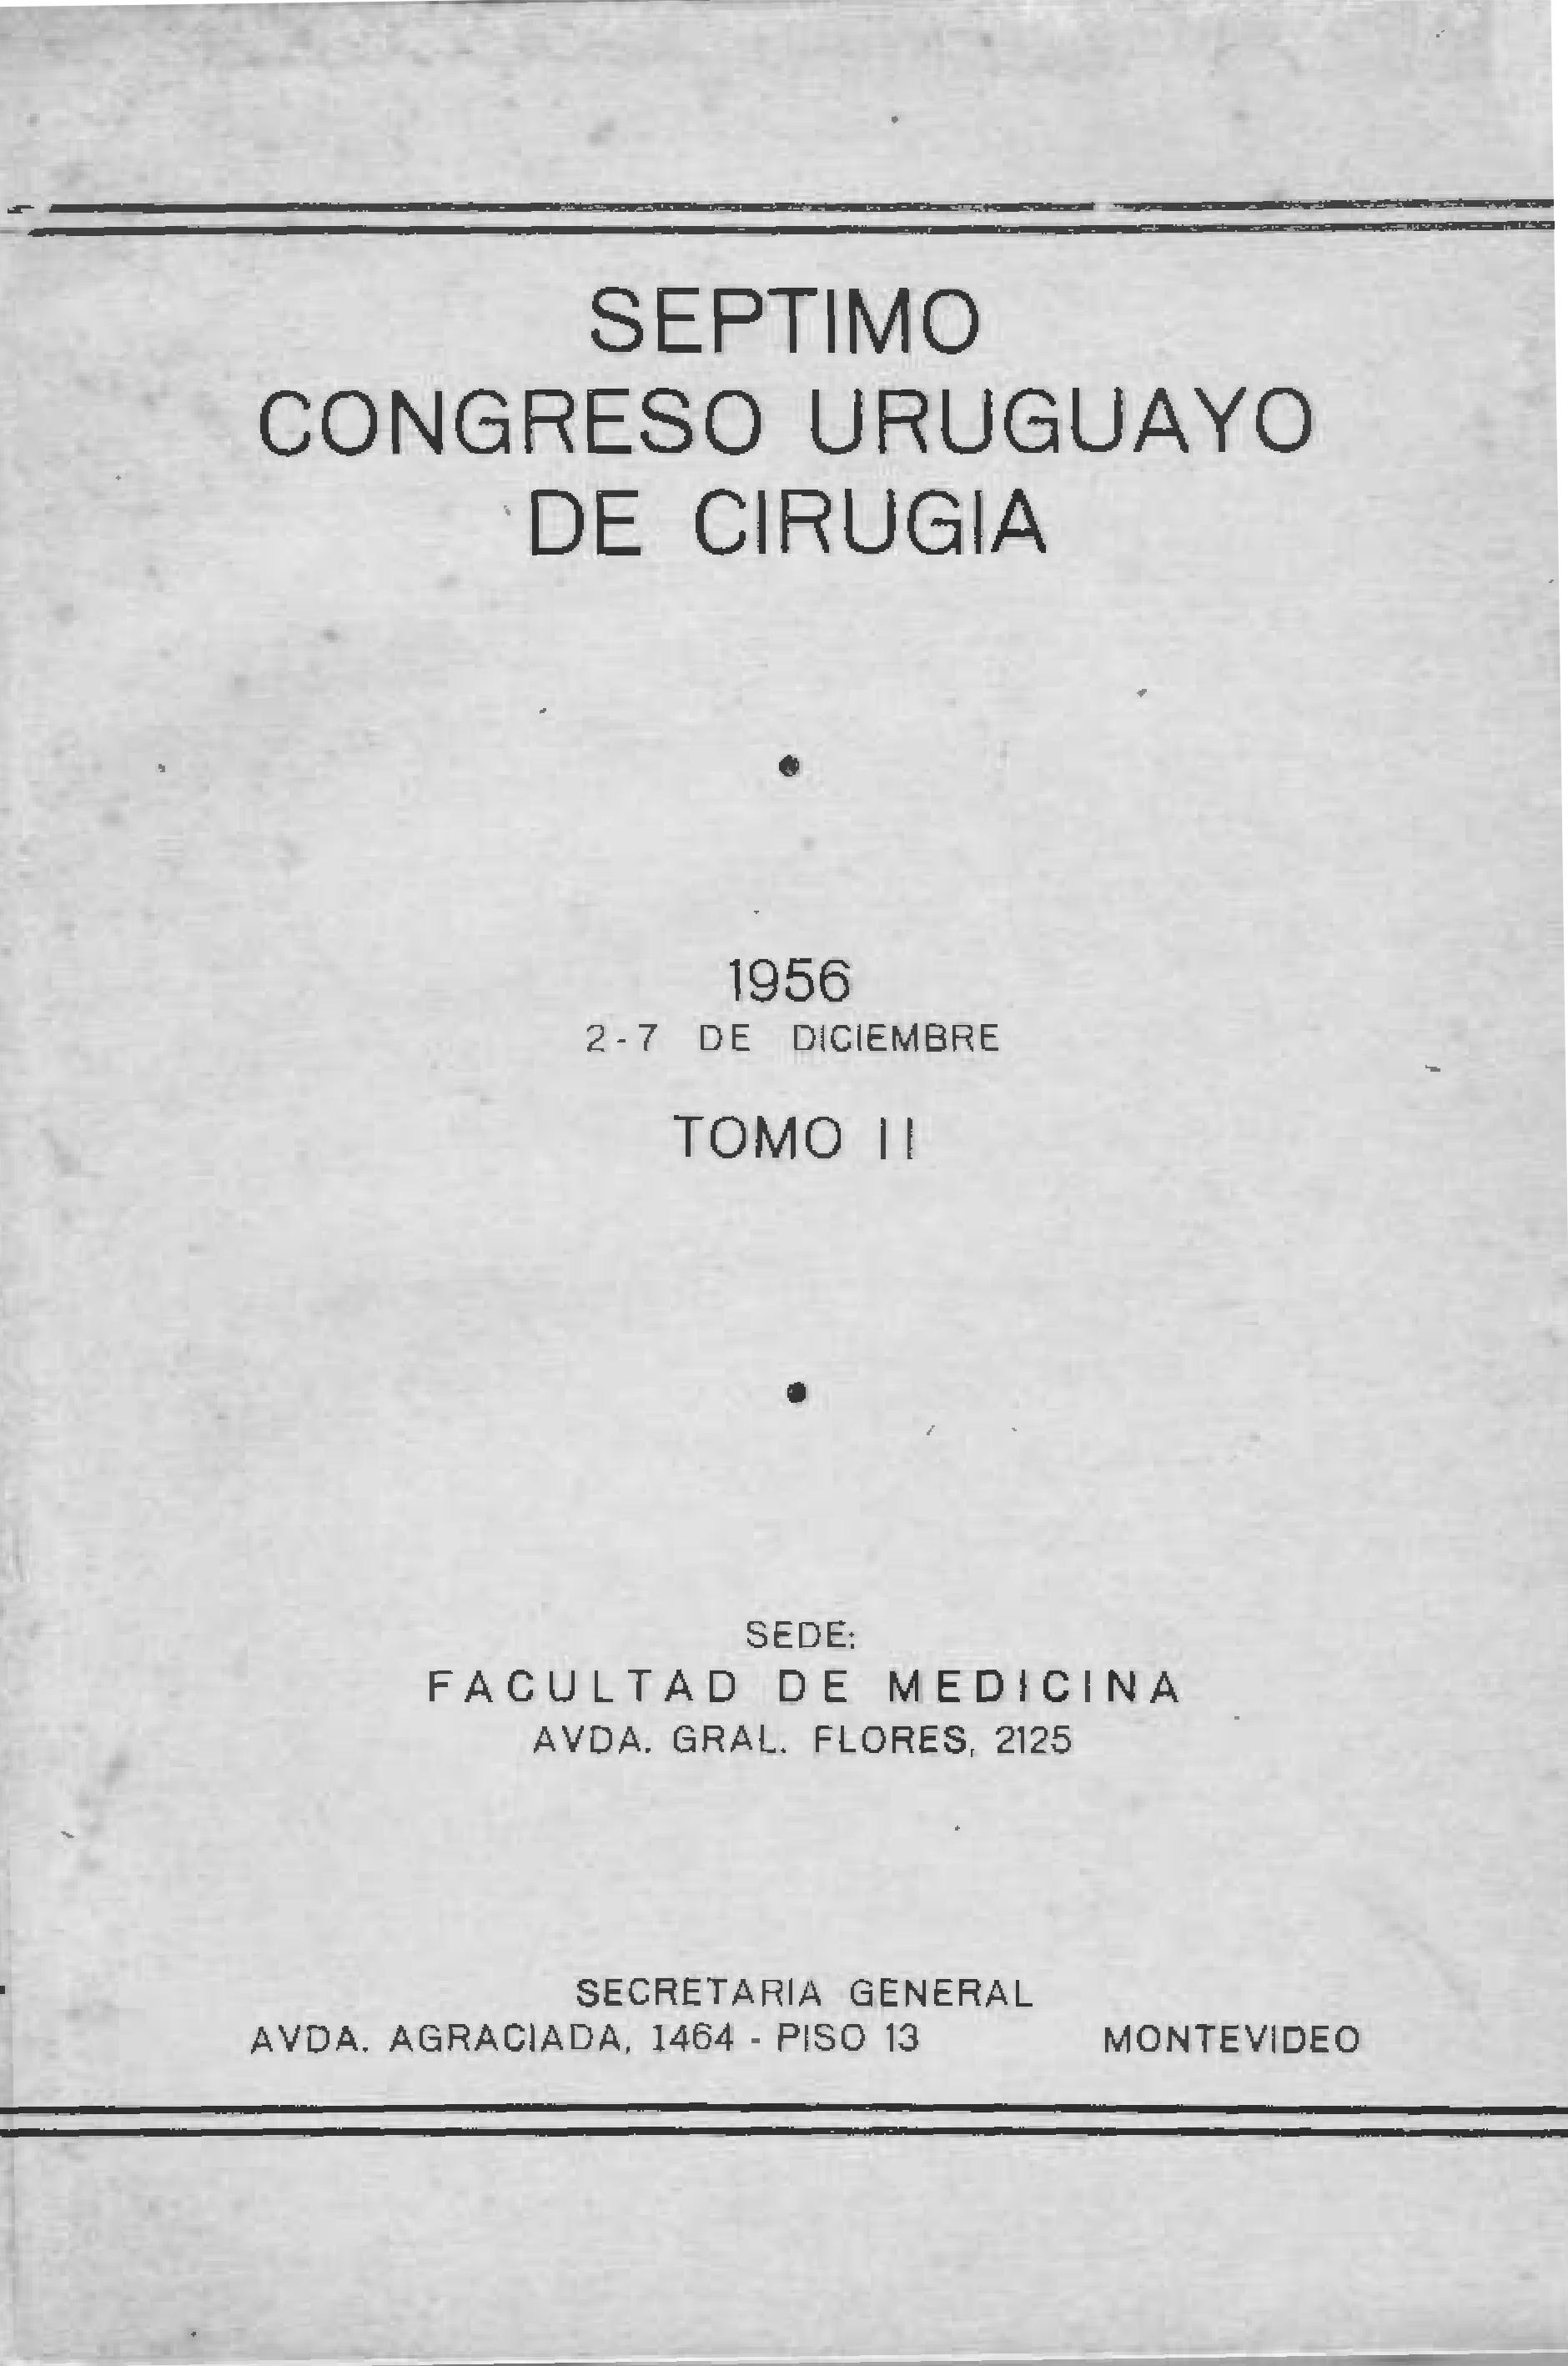 SEPTIMO
CONGRESO URUGUAYO
DE CIRUGIA
1956
2-7 DE DICIEMBRE
TOMO II
SEDE:
FACULTAD DE MEDICINA
AVDA. GRAL. FLORES, 2125
SECRETARIA GENERAL
AVDA. AGRACIADA, 1464 - PISO 13 MONTEVIDEO